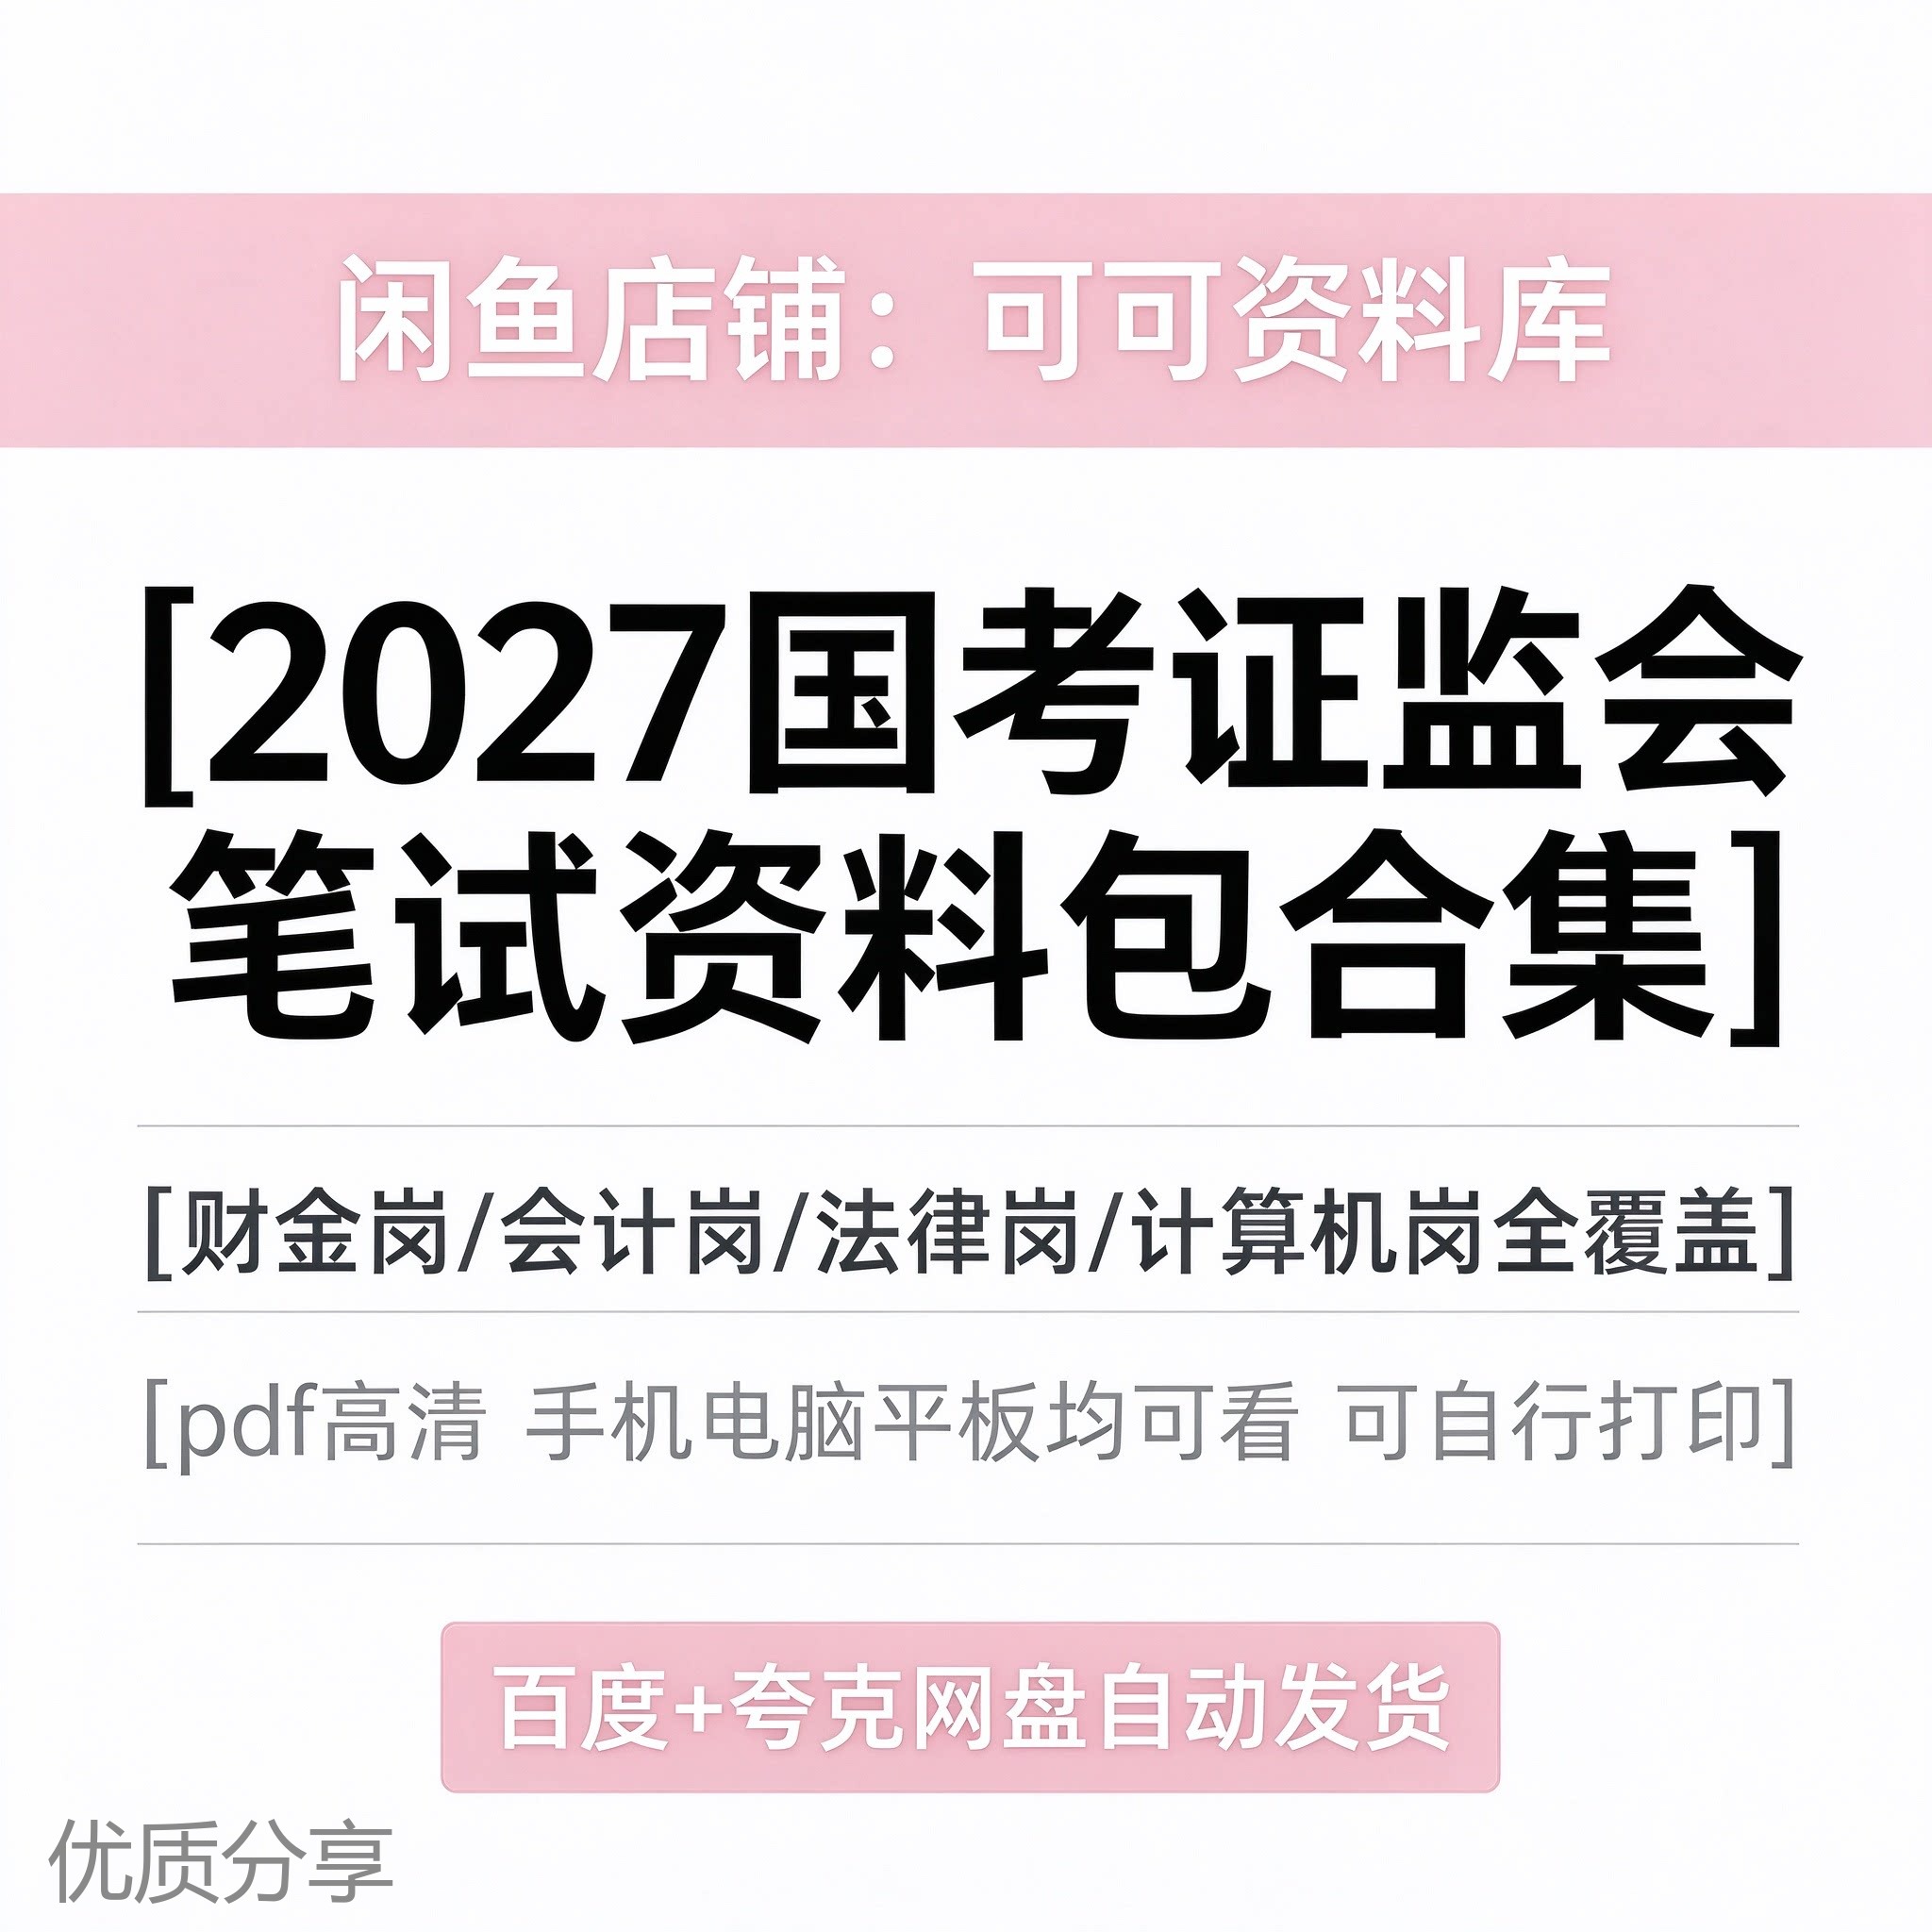 闲鱼店铺：可可资料库
[2027国考证监会
笔试资料包合集]
[财金岗/会计岗/法律岗/计算机岗全覆盖]
[pdf高清 手机电脑平板均可看 可自行打印]
百度+夸克网盘自动发货
优质分享